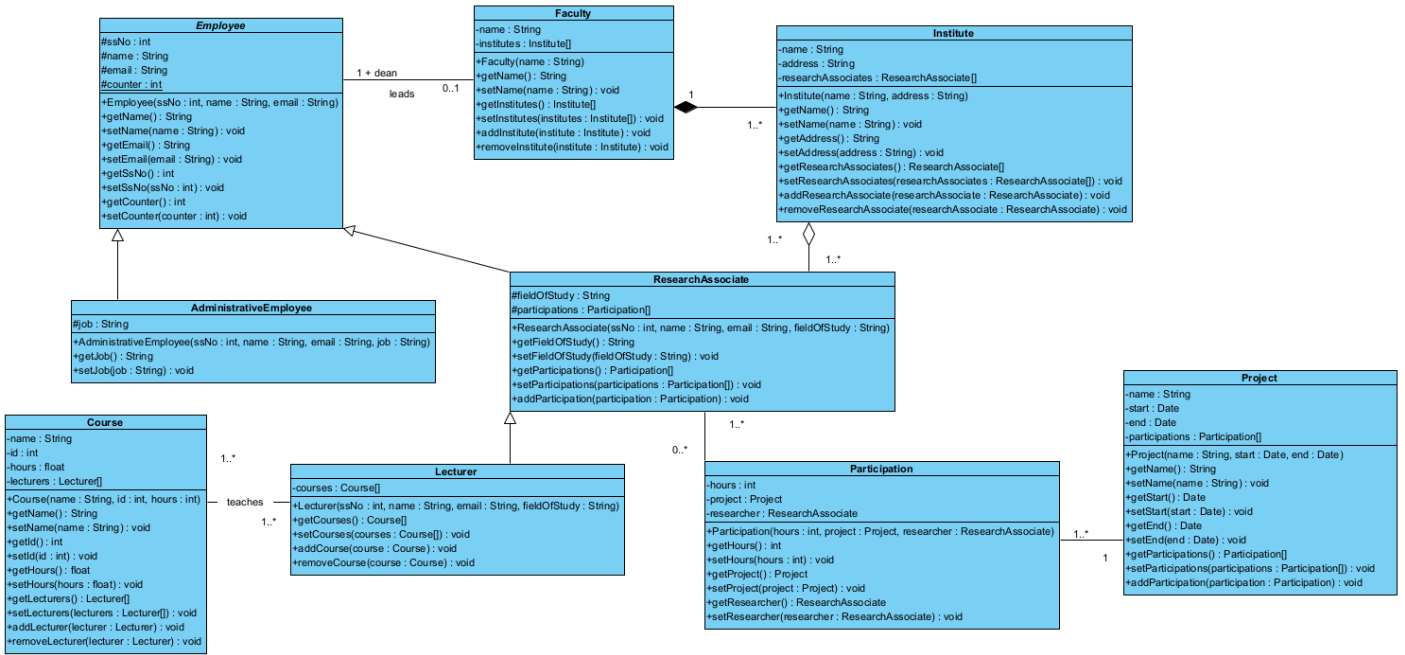 Employee
#ssNo : int
#name : String
#email : String
#counter : int
+Employee(ssNo : int, name : String, email : String)
+getName() : String
+setName(name : String) : void
+getEmail() : String
+setEmail(email : String) : void
+getSsNo() : int
+setSsNo(ssNo : int) : void
+getCounter() : int
+setCounter(counter : int) : void
1 + dean
leads
0..1
Faculty
-name : String
-institutes : Institute[]
+Faculty(name : String)
+getName() : String
+setName(name : String) : void
+getInstitutes() : Institute[]
+setInstitutes(institutes : Institute[]) : void
+addInstitute(institute : Institute) : void
+removeInstitute(institute : Institute) : void
1
1..*
Institute
-name : String
-address : String
-researchAssociates : ResearchAssociate[]
+Institute(name : String, address : String)
+getName() : String
+setName(name : String) : void
+getAddress() : String
+setAddress(address : String) : void
+getResearchAssociates() : ResearchAssociate[]
+setResearchAssociates(researchAssociates : ResearchAssociate[]) : void
+addResearchAssociate(researchAssociate : ResearchAssociate) : void
+removeResearchAssociate(researchAssociate : ResearchAssociate) : void
1..*
1..*
AdministrativeEmployee
#job : String
+AdministrativeEmployee(ssNo : int, name : String, email : String, job : String)
+getJob() : String
+setJob(job : String) : void
ResearchAssociate
#fieldOfStudy : String
#participations : Participation[]
+ResearchAssociate(ssNo : int, name : String, email : String, fieldOfStudy : String)
+getFieldOfStudy() : String
+setFieldOfStudy(fieldOfStudy : String) : void
+getParticipations() : Participation[]
+setParticipations(participations : Participation[]) : void
+addParticipation(participation : Participation) : void
1..*
0..*
Course
-name : String
-id : int
-hours : float
-lecturers : Lecturer[]
+Course(name : String, id : int, hours : int)
+getName() : String
+setName(name : String) : void
+getId() : int
+setId(id : int) : void
+getHours() : float
+setHours(hours : float) : void
+getLecturers() : Lecturer[]
+setLecturers(lecturers : Lecturer[]) : void
+addLecturer(lecturer : Lecturer) : void
+removeLecturer(lecturer : Lecturer) : void
1..*
teaches
1..*
Lecturer
-courses : Course[]
+Lecturer(ssNo : int, name : String, email : String, fieldOfStudy : String)
+getCourses() : Course[]
+setCourses(courses : Course[]) : void
+addCourse(course : Course) : void
+removeCourse(course : Course) : void
Participation
-hours : int
-project : Project
-researcher : ResearchAssociate
+Participation(hours : int, project : Project, researcher : ResearchAssociate)
+getHours() : int
+setHours(hours : int) : void
+getProject() : Project
+setProject(project : Project) : void
+getResearcher() : ResearchAssociate
+setResearcher(researcher : ResearchAssociate) : void
1..*
1
Project
-name : String
-start : Date
-end : Date
-participations : Participation[]
+Project(name : String, start : Date, end : Date)
+getName() : String
+setName(name : String) : void
+getStart() : Date
+setStart(start : Date) : void
+getEnd() : Date
+setEnd(end : Date) : void
+getParticipations() : Participation[]
+setParticipations(participations : Participation[]) : void
+addParticipation(participation : Participation) : void